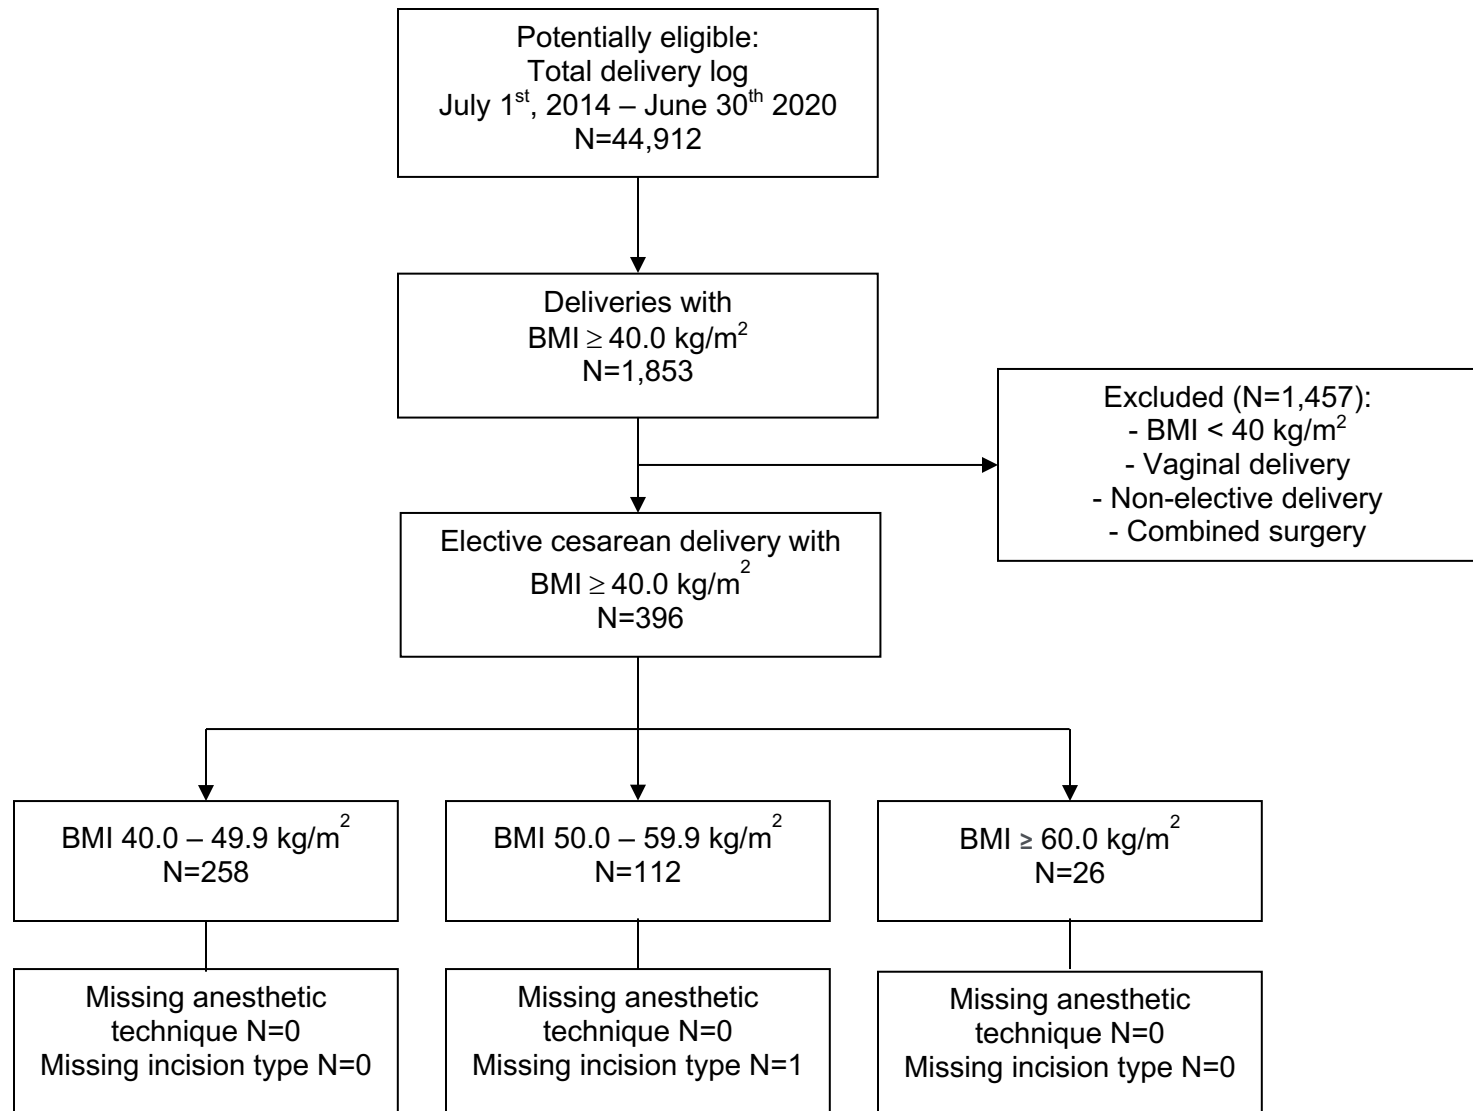 Potentially eligible:
Total delivery log
July 1st, 2014 – June 30th 2020
N=44,912
Deliveries with
BMI ≥ 40.0 kg/m2
N=1,853
Excluded (N=1,457):
- BMI < 40 kg/m2
- Vaginal delivery
- Non-elective delivery
- Combined surgery
Elective cesarean delivery with
BMI ≥ 40.0 kg/m2
N=396
BMI 40.0 – 49.9 kg/m2
N=258
BMI 50.0 – 59.9 kg/m2
N=112
BMI ≥ 60.0 kg/m2
N=26
Missing anesthetic
technique N=0
Missing incision type N=0
Missing anesthetic
technique N=0
Missing incision type N=1
Missing anesthetic
technique N=0
Missing incision type N=0